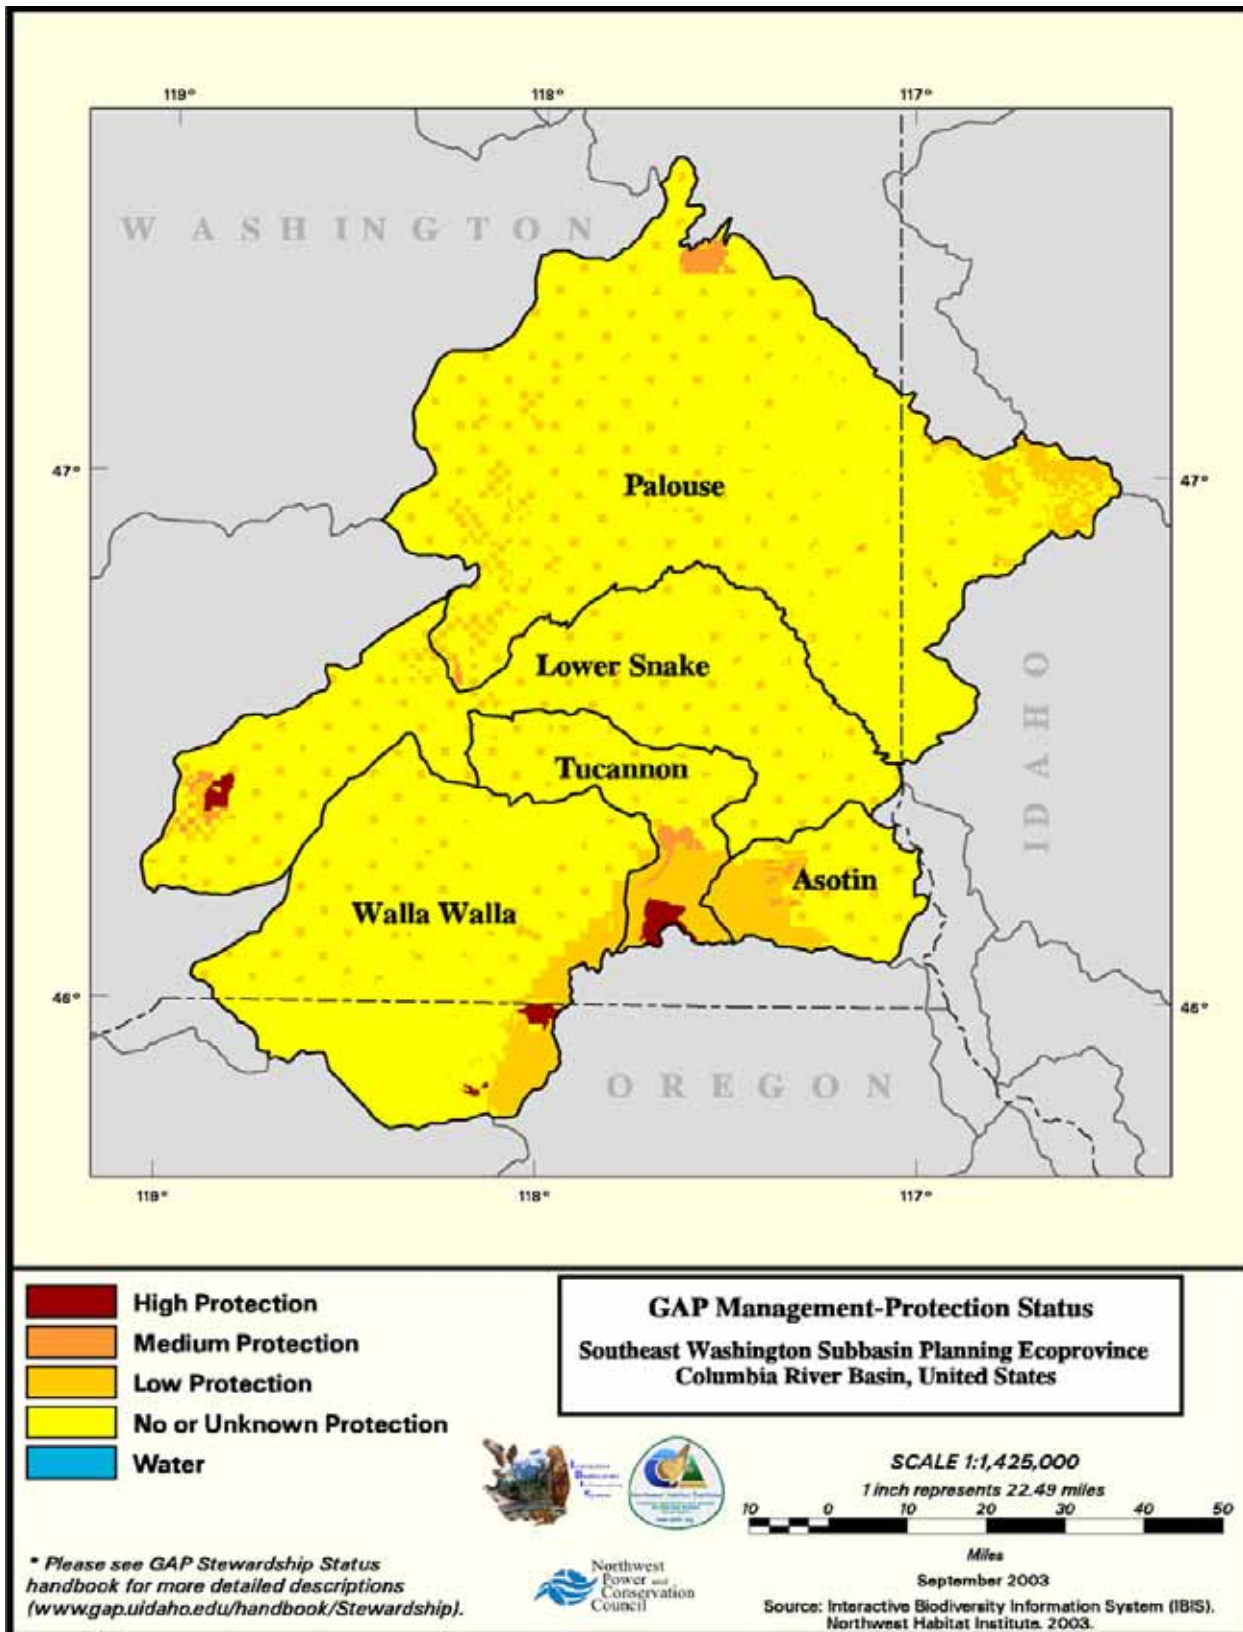 119°
118°
117°
WASHINGTON
47°
Palouse
47°
Lower Snake
IDAHO
Tucannon
Asotin
Walla Walla
46°
46°
OREGON
119°
118°
117°
High Protection
Medium Protection
Low Protection
No or Unknown Protection
Water
GAP Management-Protection Status
Southeast Washington Subbasin Planning Ecoprovince
Columbia River Basin, United States
SCALE 1:1,425,000
1 inch represents 22.49 miles
10 0 10 20 30 40 50
Miles
* Please see GAP Stewardship Status
handbook for more detailed descriptions
(www.gap.uidaho.edu/handbook/Stewardship).
Northwest
Power and
Conservation
Council
September 2003
Source: Interactive Biodiversity Information System (IBIS).
Northwest Habitat Institute. 2003.